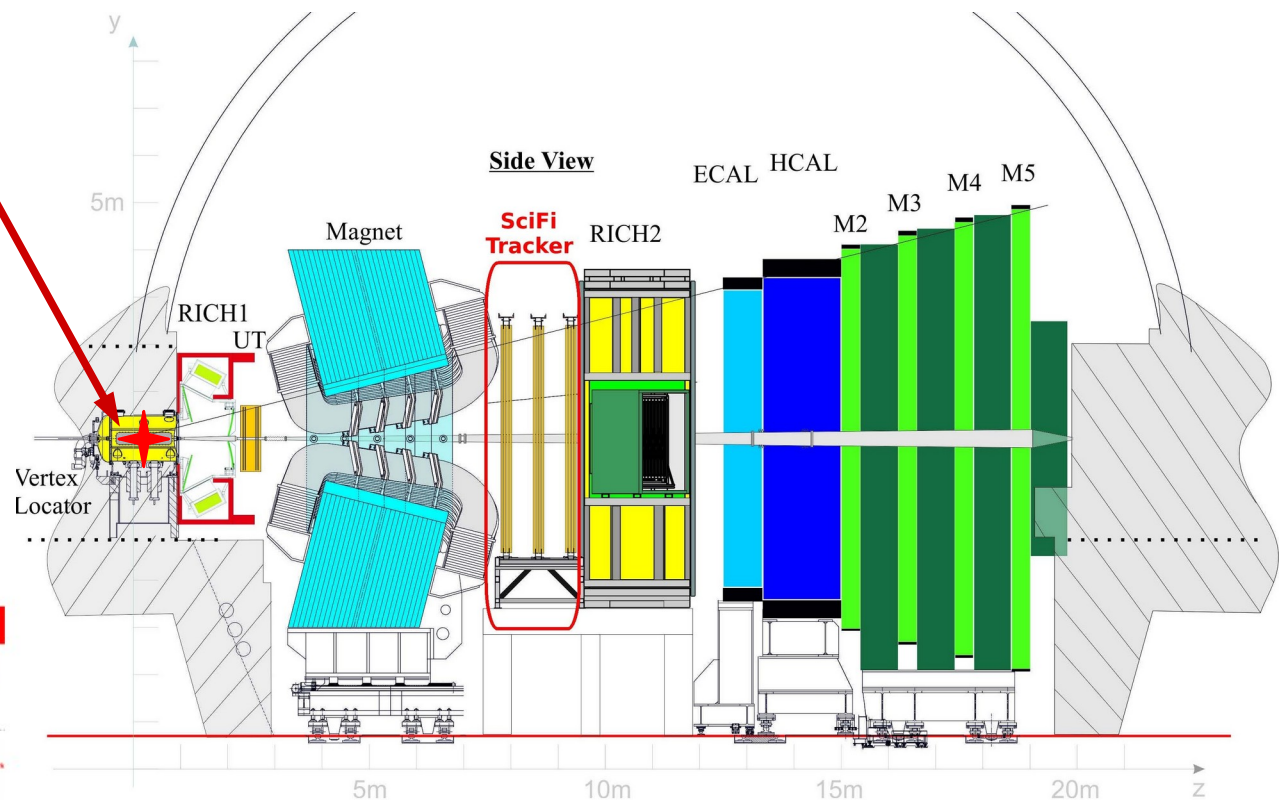 y
5m
Side View
ECAL
HCAL
M2
M3
M4
M5
Magnet
SciFi
Tracker
RICH2
RICH1
UT
Vertex
Locator
5m
10m
15m
20m
z